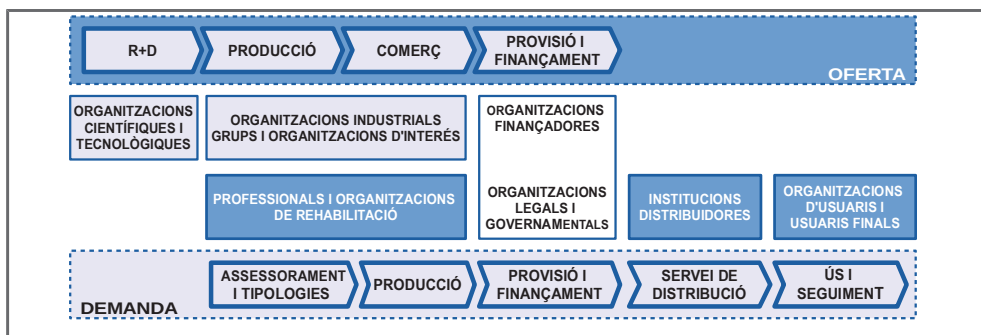 R+D
PRODUCCIÓ
COMERÇ
PROVISIÓ I
FINANÇAMENT
OFERTA
ORGANITZACIONS
CIENTÍFIQUES I
TECNOLÒGIQUES
ORGANITZACIONS INDUSTRIALS
GRUPS I ORGANITZACIONS D'INTERÉS
ORGANITZACIONS
FINANÇADORES
PROFESSIONALS I ORGANITZACIONS
DE REHABILITACIÓ
ORGANITZACIONS
LEGALS I
GOVERNAMENTALS
INSTITUCIONS
DISTRIBUIDORES
ORGANITZACIONS
D'USUARIS I
USUARIS FINALS
ASSESSORAMENT
I TIPOLOGIES
PRODUCCIÓ
PROVISIÓ I
FINANÇAMENT
SERVEI DE
DISTRIBUCIÓ
ÚS I
SEGUIMENT
DEMANDA